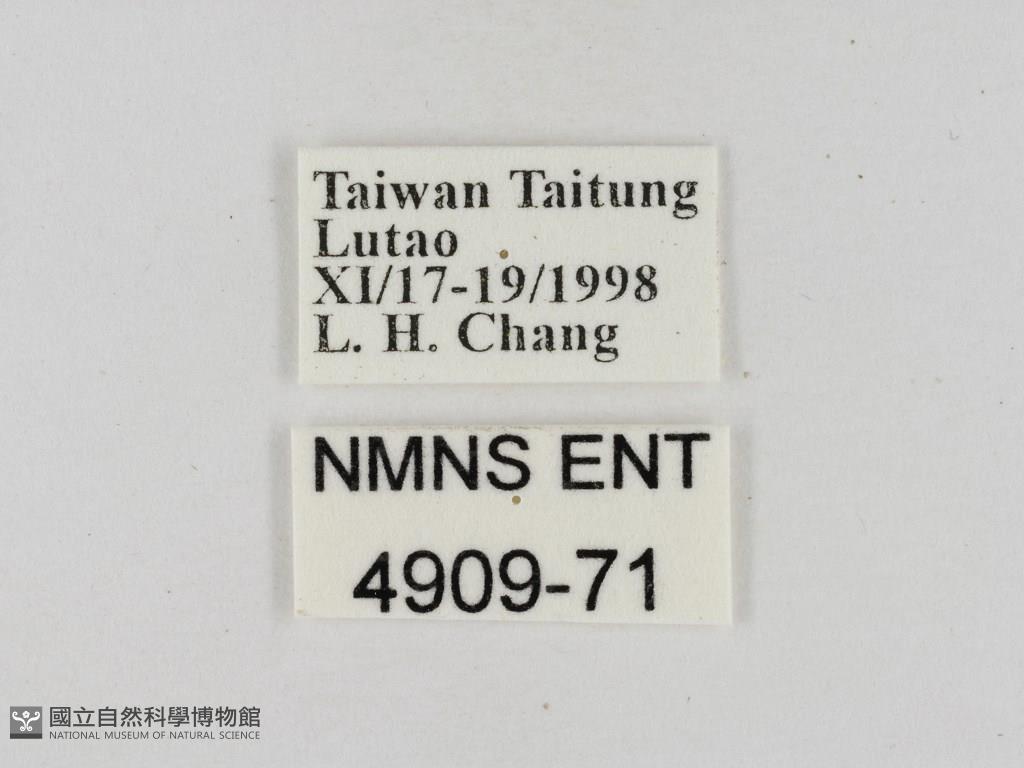 Taiwan Taitung
Lutao
XI/17-19/1998
L. H. Chang
NMNS ENT
4909-71
國立自然科學博物館
NATIONAL MUSEUM OF NATURAL SCIENCE